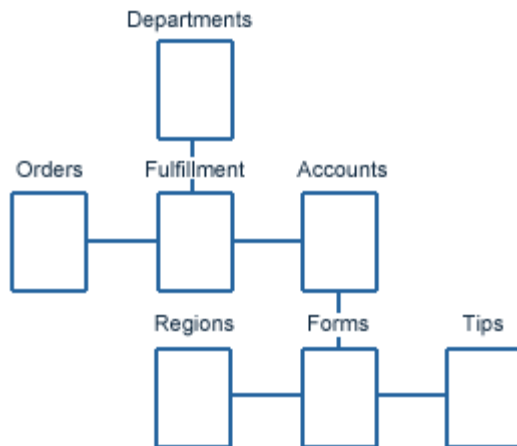 Departments
Orders
Fulfillment
Accounts
Regions
Forms
Tips